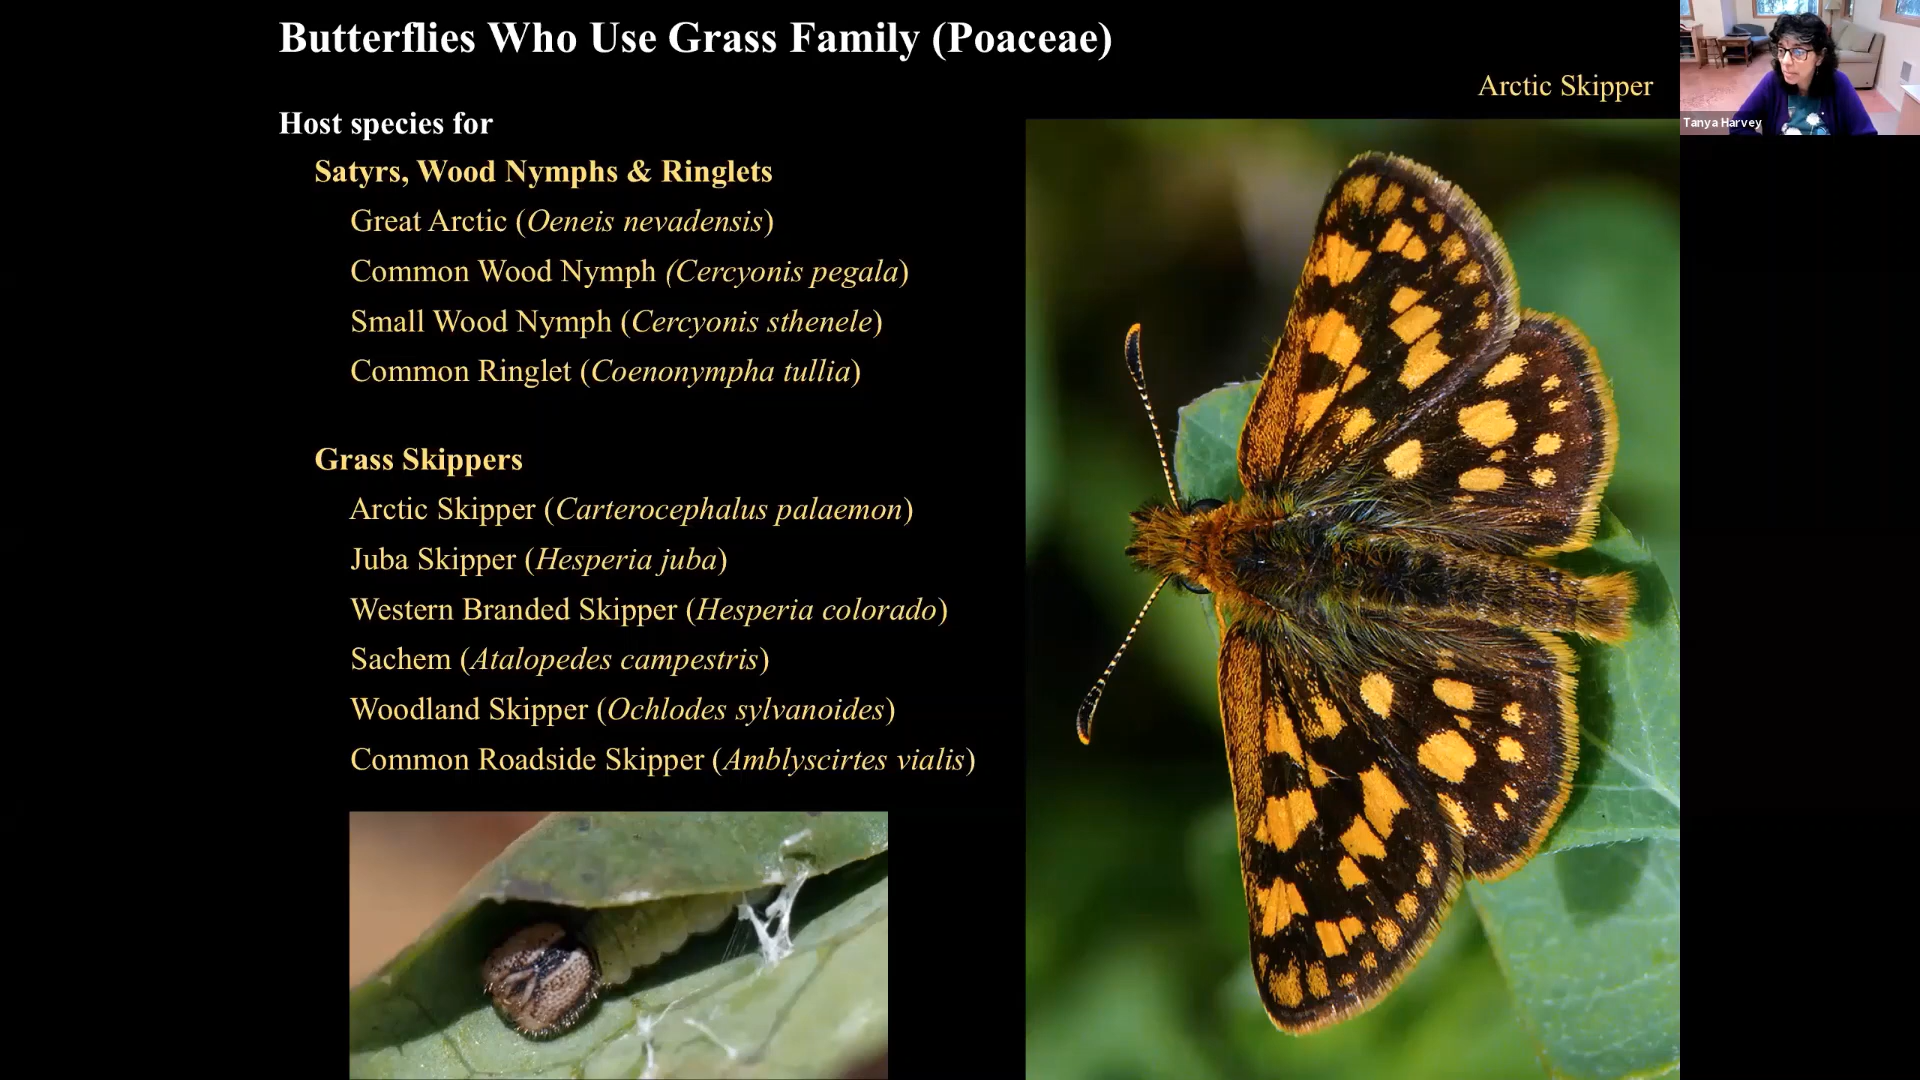 Butterflies Who Use Grass Family (Poaceae)
Arctic Skipper
Tanya Harvey
Host species for
Satyrs, Wood Nymphs & Ringlets
Great Arctic (Oeneis nevadensis)
Common Wood Nymph (Cercyonis pegala)
Small Wood Nymph (Cercyonis sthenele)
Common Ringlet (Coenonympha tullia)
Grass Skippers
Arctic Skipper (Carterocephalus palaemon)
Juba Skipper (Hesperia juba)
Western Branded Skipper (Hesperia colorado)
Sachem (Atalopedes campestris)
Woodland Skipper (Ochlodes sylvanoides)
Common Roadside Skipper (Amblyscirtes vialis)